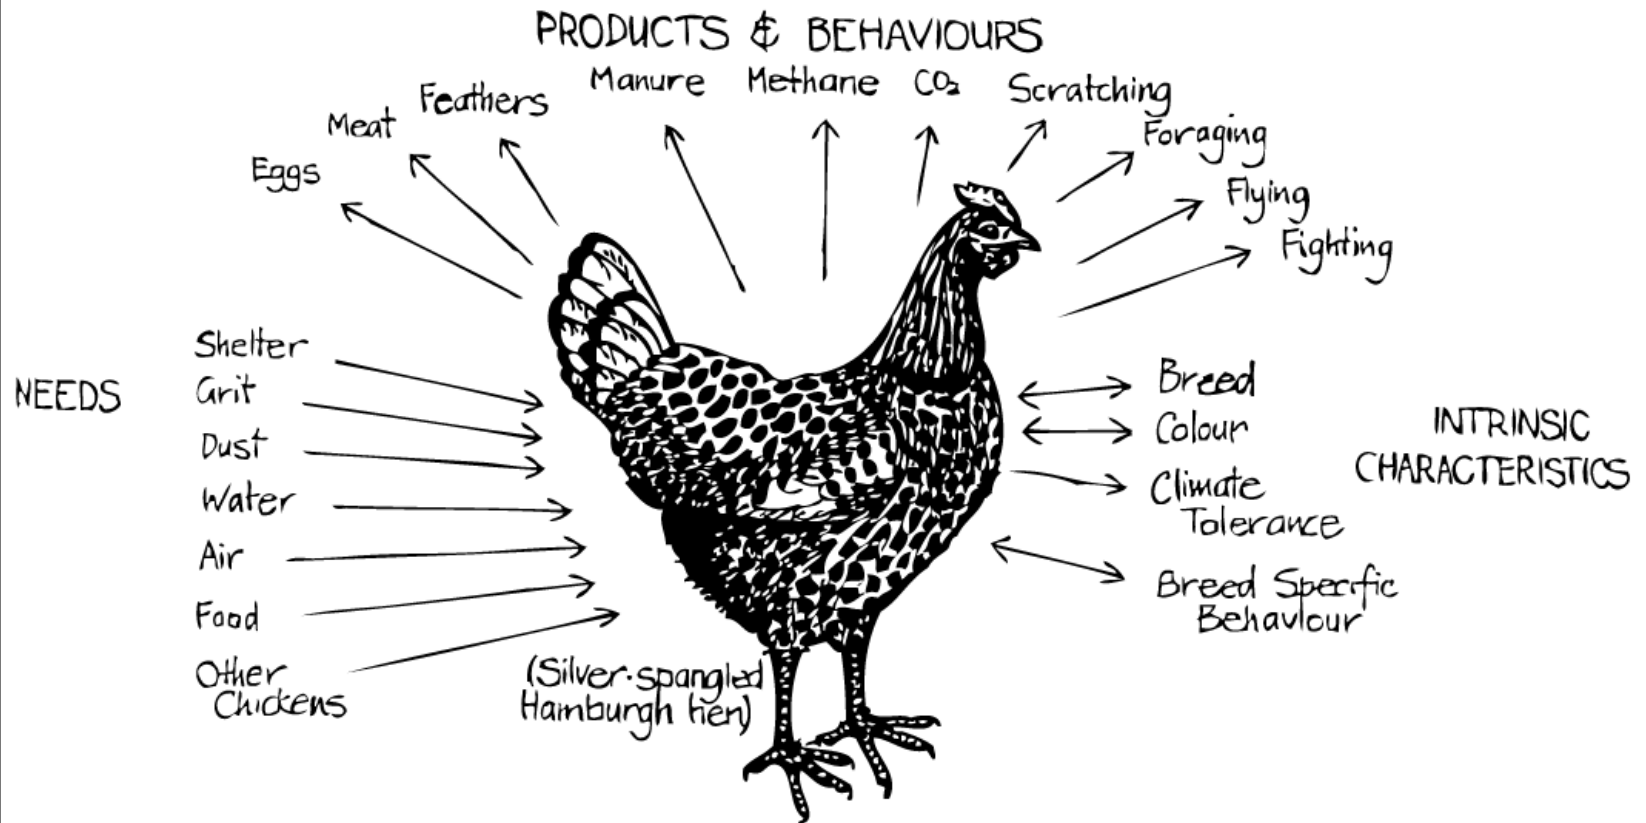 PRODUCTS & BEHAVIOURS
Manure
Methane
CO₂
Scratching
Feathers
Foraging
Meat
Flying
Eggs
Fighting
NEEDS
Shelter
Grit
Dust
Water
Air
Food
Other
Chickens
(Silver-spangled
Hamburgh hen)
Breed
Colour
Climate
Tolerance
Breed Specific
Behaviour
INTRINSIC
CHARACTERISTICS